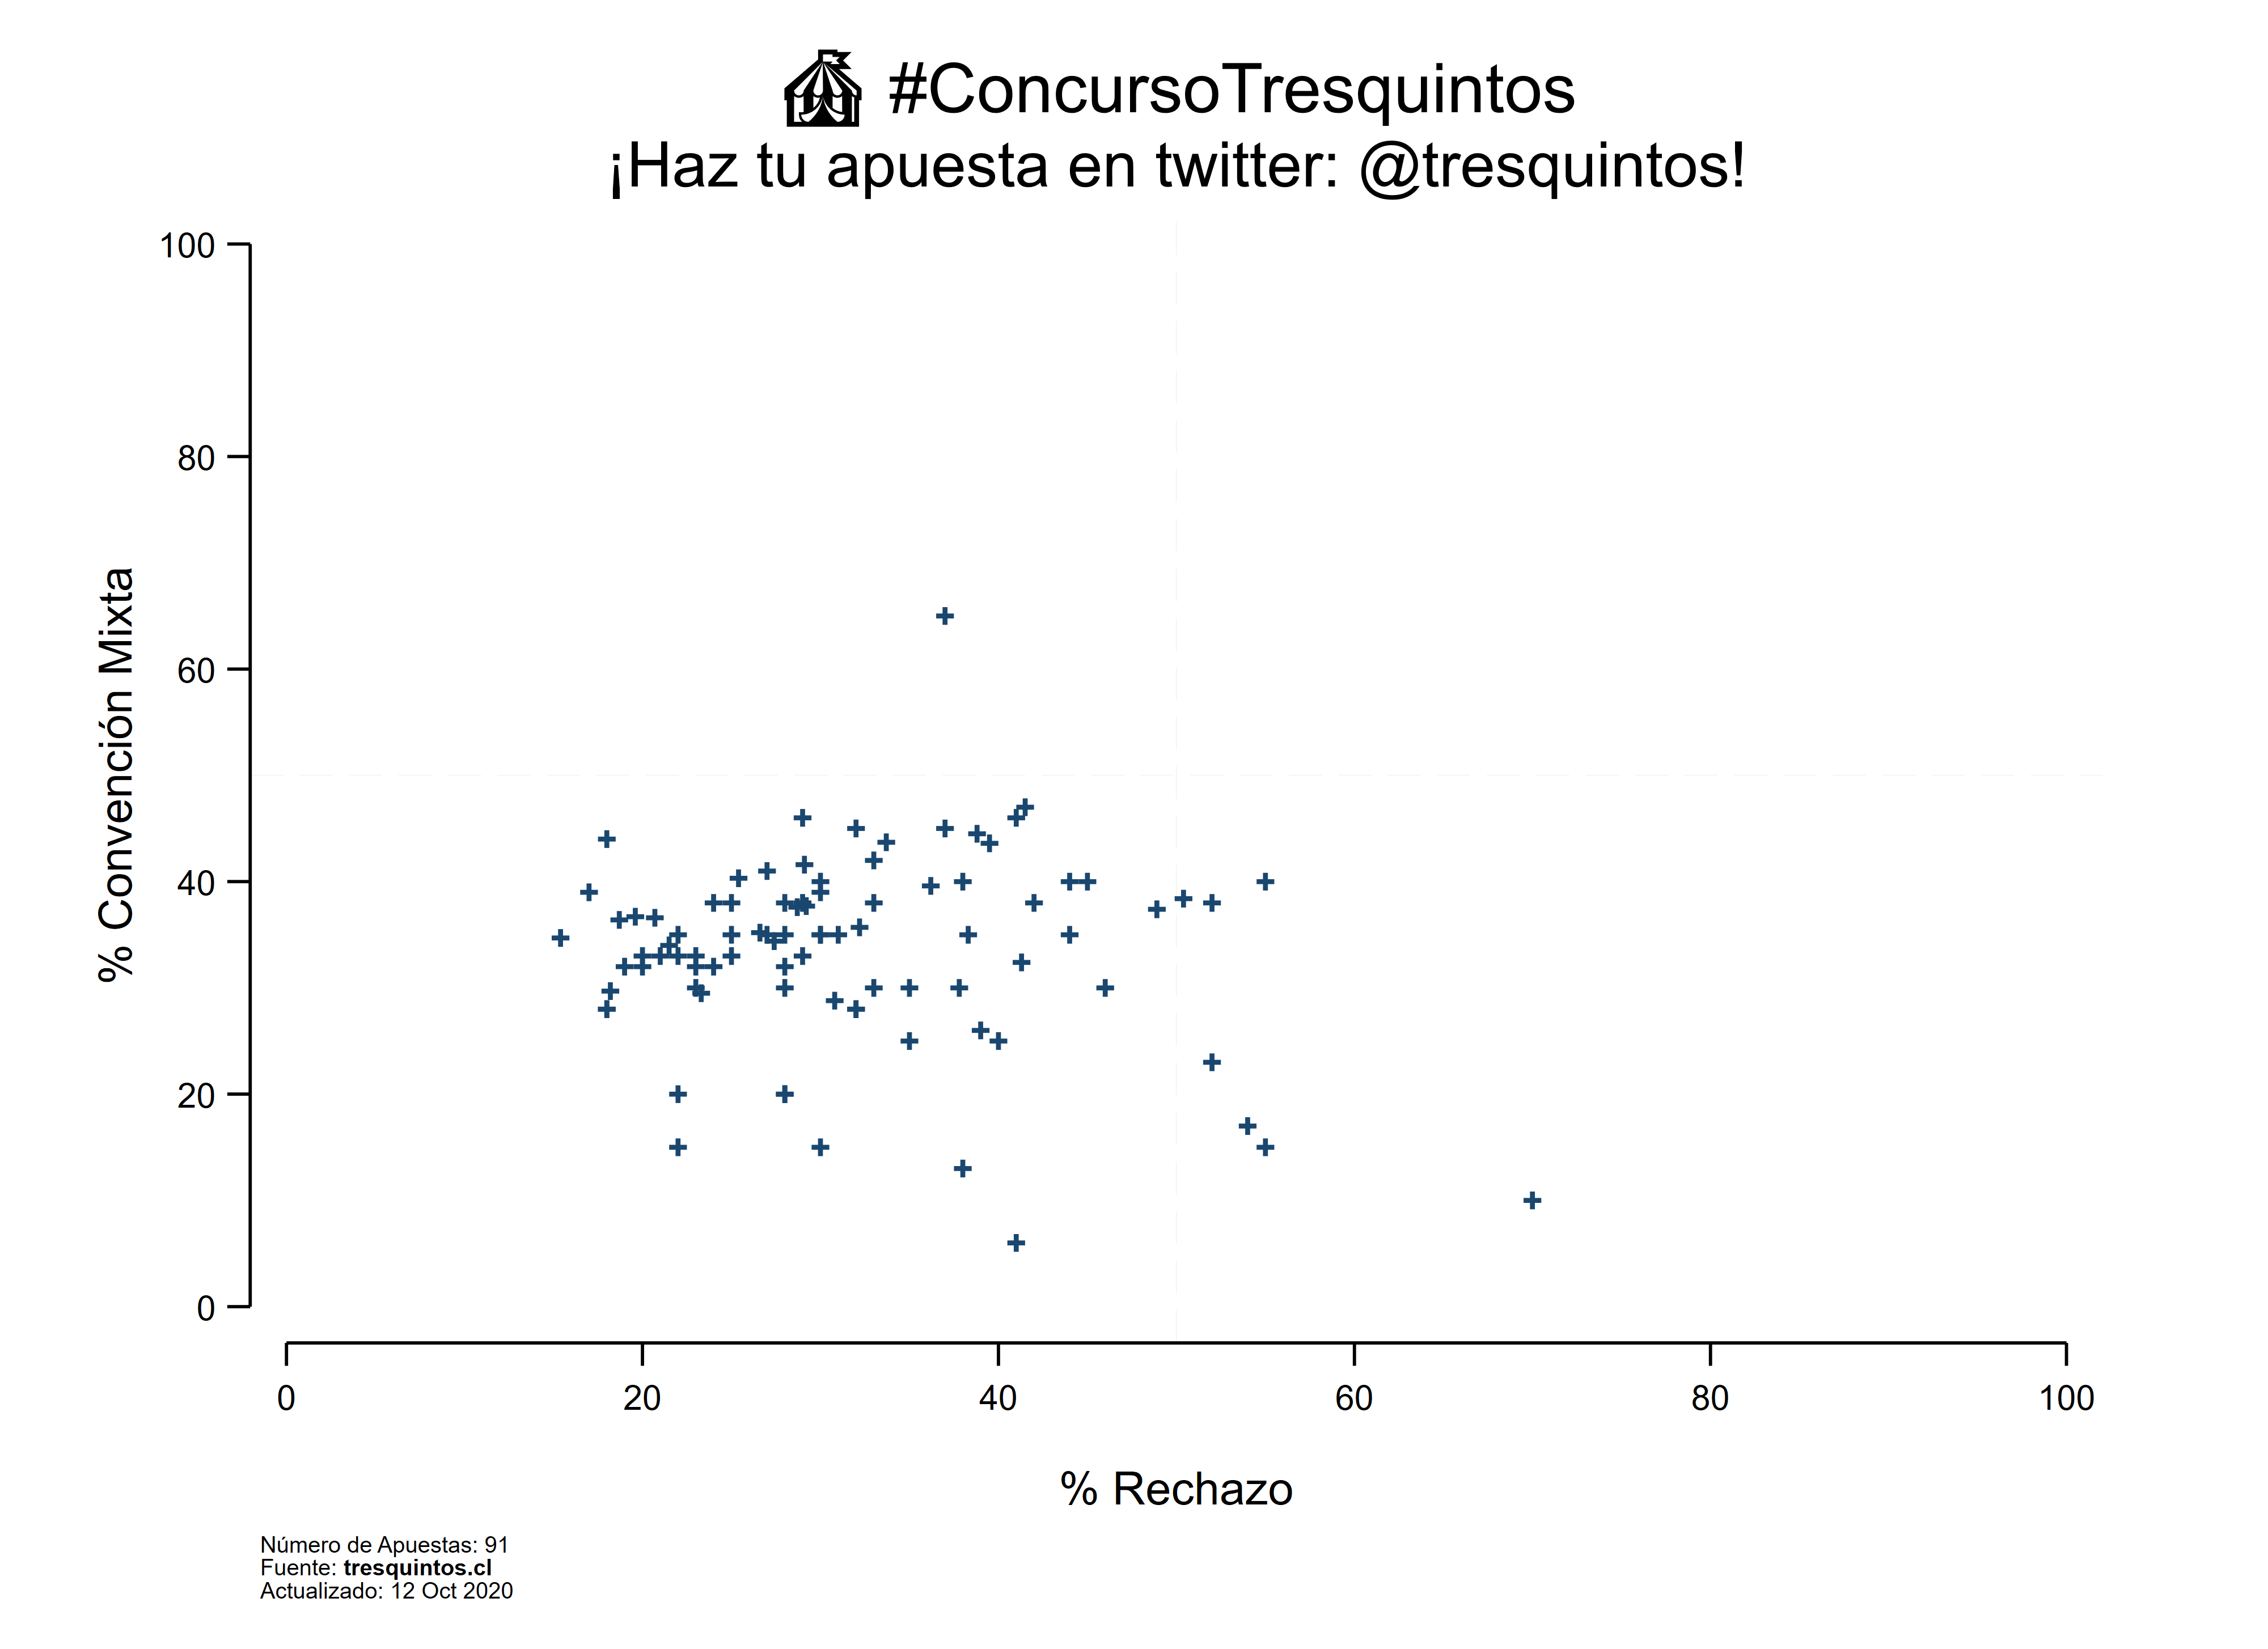 #ConcursoTresquintos
¡Haz tu apuesta en twitter: @tresquintos!
100
80
60
40
20
0
% Convención Mixta
0 20 40 60 80 100
% Rechazo
Número de Apuestas: 91
Fuente: tresquintos.cl
Actualizado: 12 Oct 2020